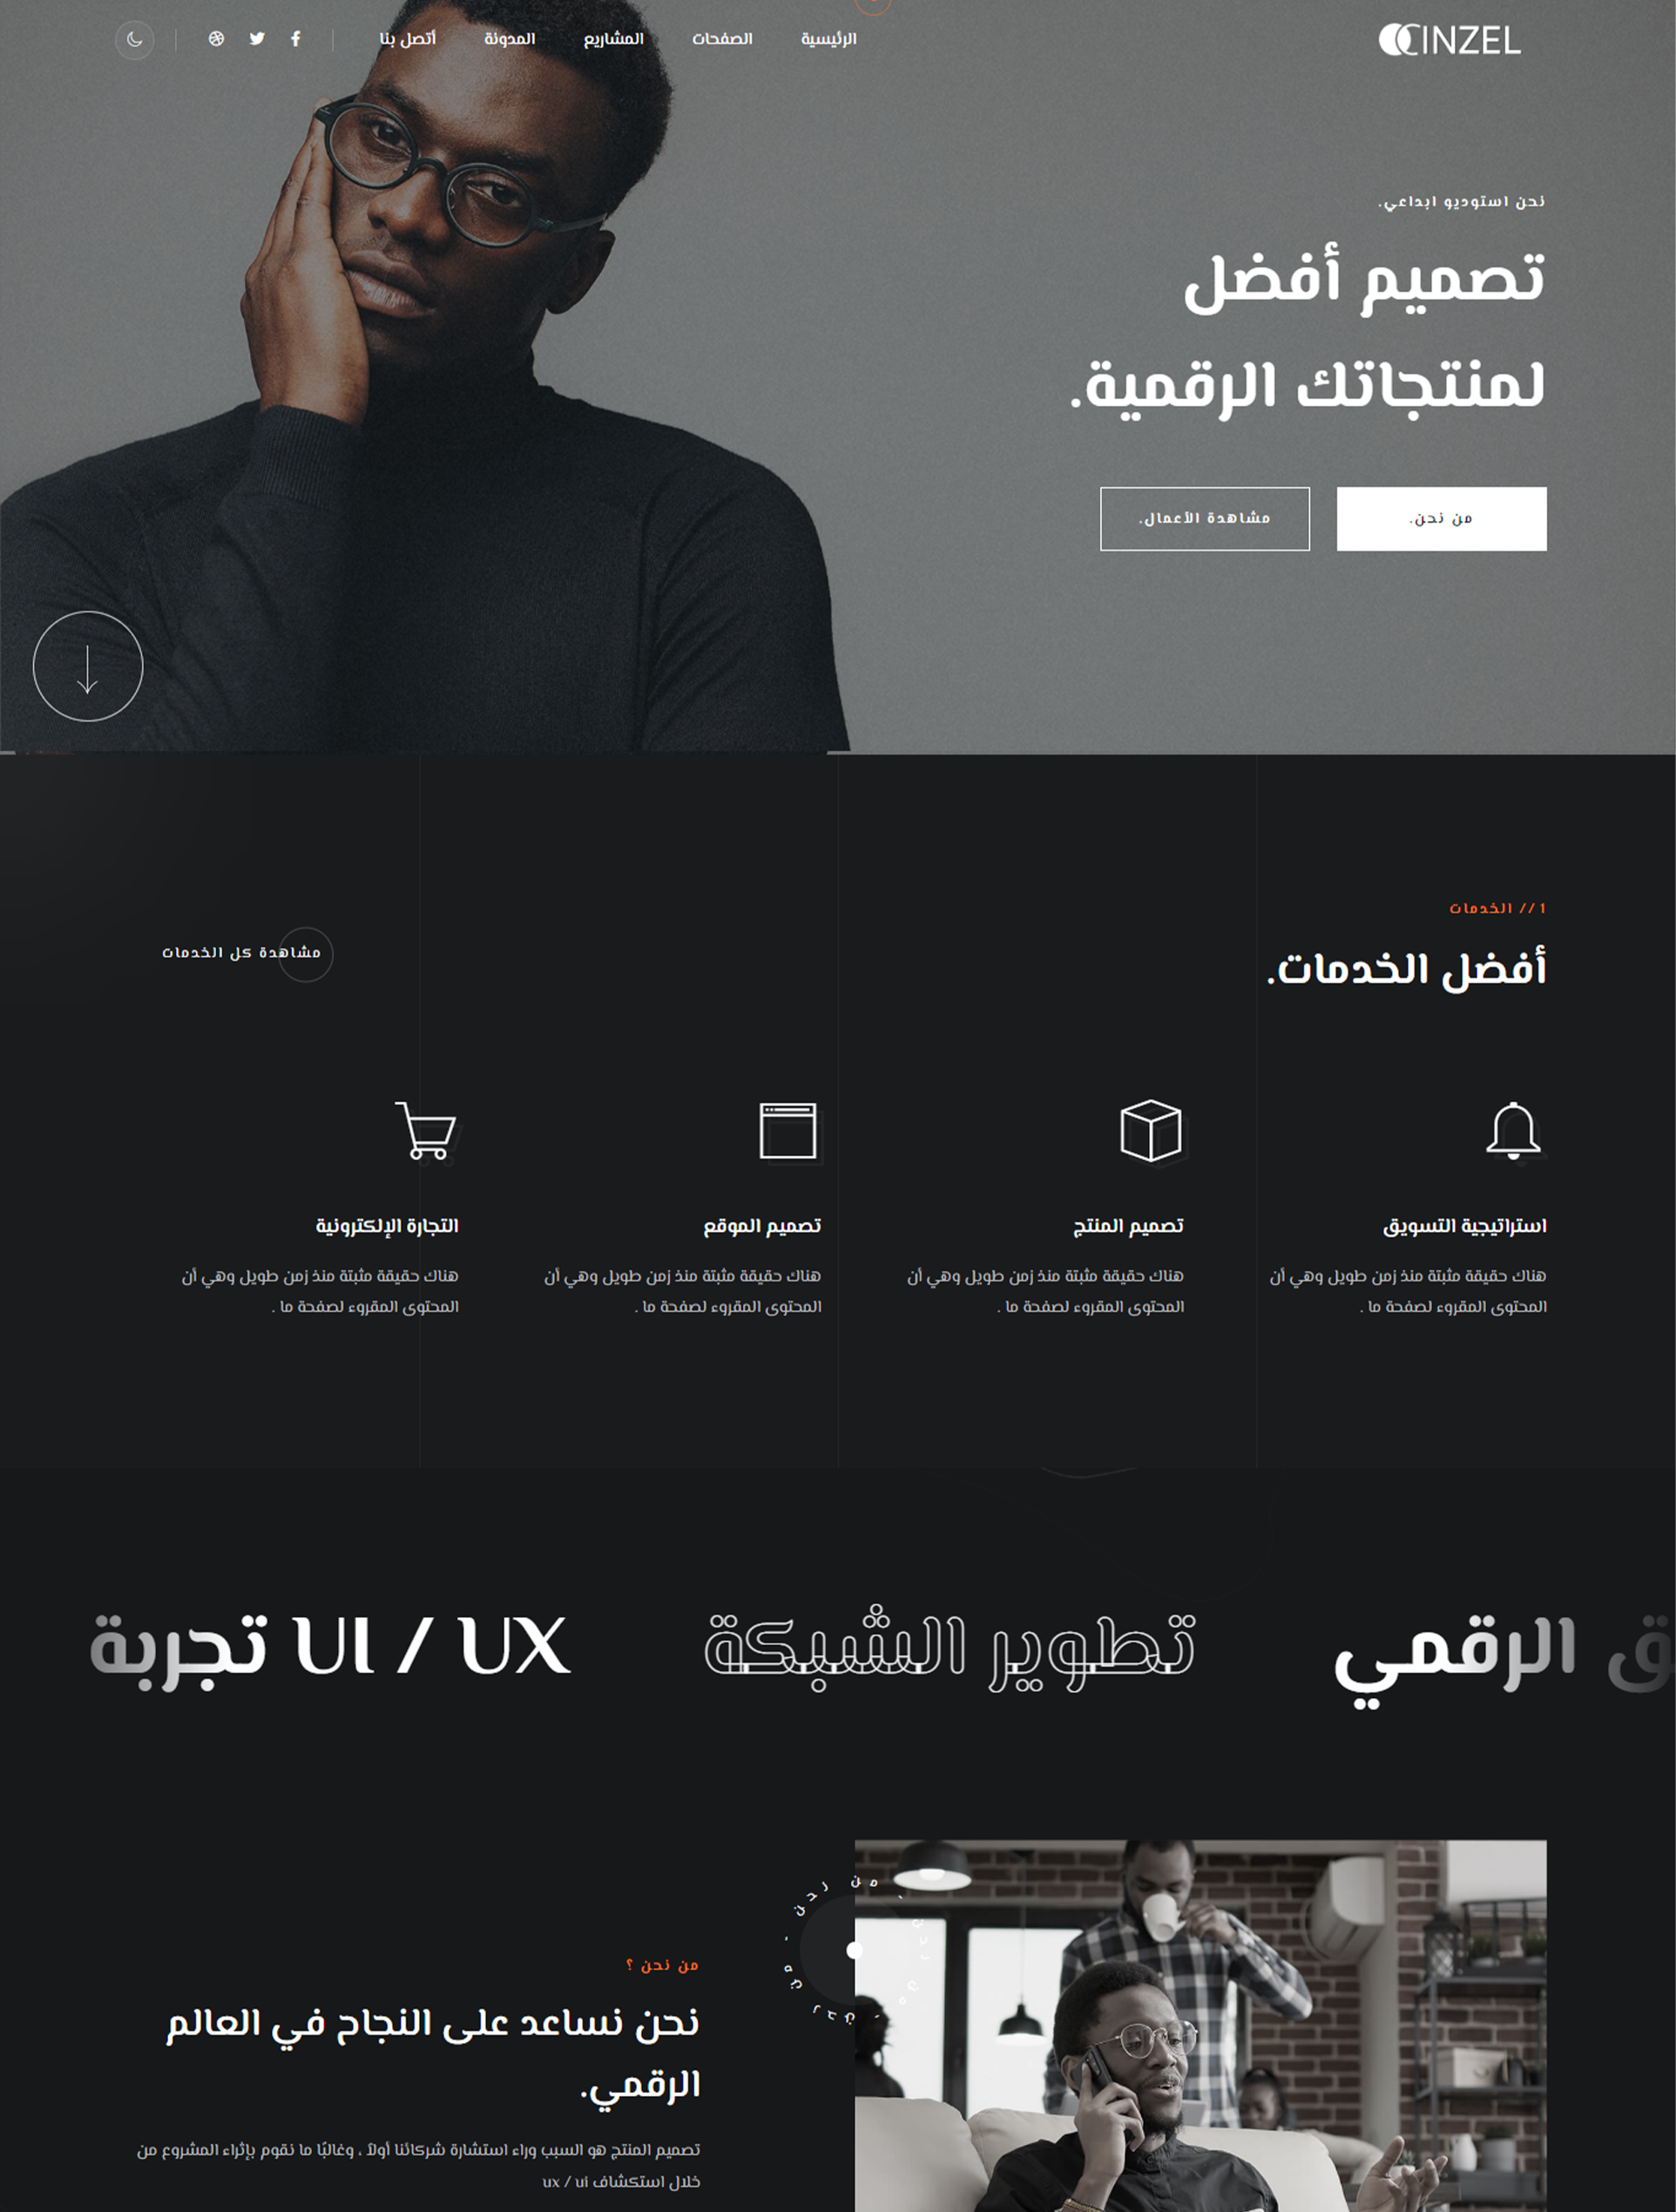 CINZEL
الرئيسية
الصفحات
المشاريع
المدونة
أتصل بنا
نحن استوديو ابداعي.
تصميم أفضل
لمنتجاتك الرقمية.
من نحن.
مشاهدة الأعمال.
1 // الخدمات
أفضل الخدمات.
مشاهدة كل الخدمات
استراتيجية التسويق
هناك حقيقة مثبتة منذ زمن طويل وهي أن
المحتوى المقروء لصفحة ما .
تصميم المنتج
هناك حقيقة مثبتة منذ زمن طويل وهي أن
المحتوى المقروء لصفحة ما .
تصميم الموقع
هناك حقيقة مثبتة منذ زمن طويل وهي أن
المحتوى المقروء لصفحة ما .
التجارة الإلكترونية
هناك حقيقة مثبتة منذ زمن طويل وهي أن
المحتوى المقروء لصفحة ما .
الرقمي
تطوير الشبكة
تجربة UI / UX
من نحن - من نحن - من نحن -
من نحن ؟
نحن نساعد على النجاح في العالم
الرقمي.
تصميم المنتج هو السبب وراء استشارة شركائنا أولاً ، وغالبًا ما نقوم بإثراء المشروع من
خلال استكشاف ux / ui